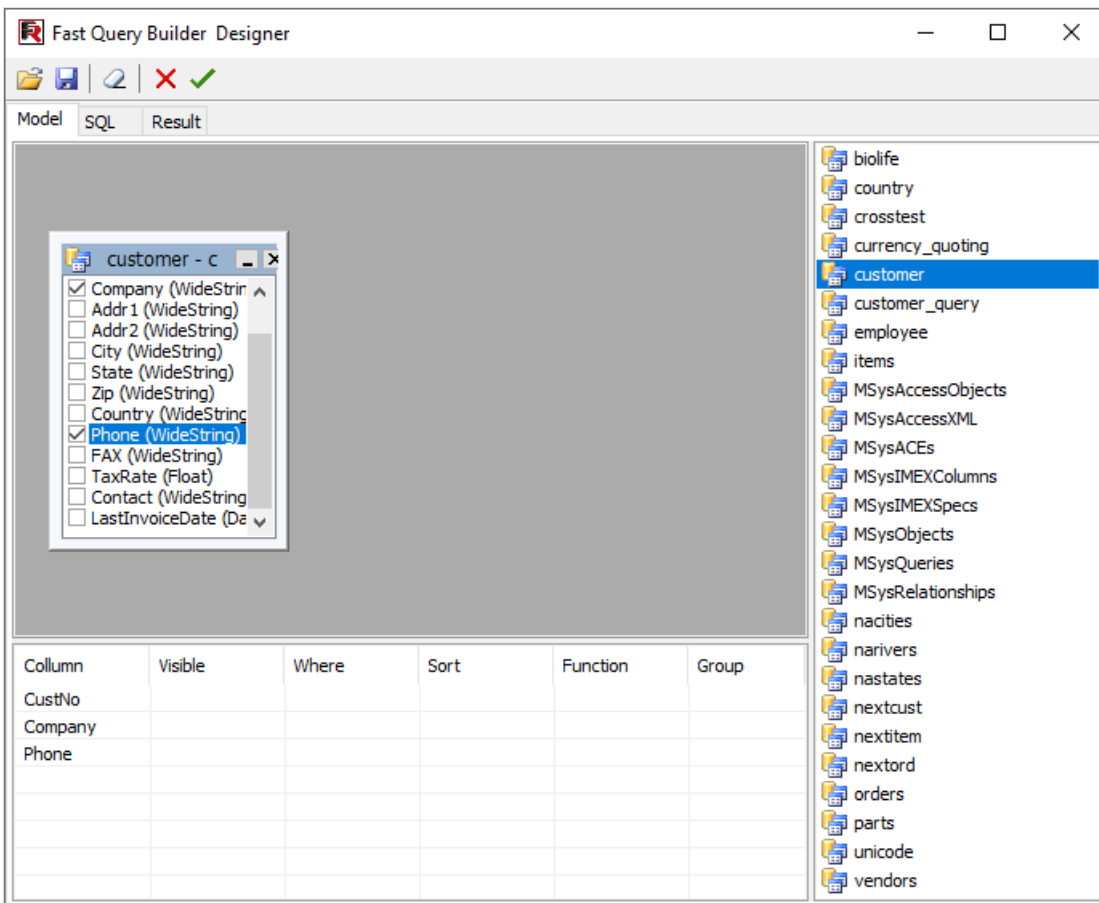 Fast Query Builder Designer
Model SQL Result
customer - c
Company (WideStrin
Addr1 (WideString)
Addr2 (WideString)
City (WideString)
State (WideString)
Zip (WideString)
Country (WideString
Phone (WideString)
FAX (WideString)
TaxRate (Float)
Contact (WideString
LastInvoiceDate (Da
Collumn Visible Where Sort Function Group
CustNo
Company
Phone
biolife
country
crosstest
currency_quoting
customer
customer_query
employee
items
MSysAccessObjects
MSysAccessXML
MSysACEs
MSysIMEXColumns
MSysIMEXSpecs
MSysObjects
MSysQueries
MSysRelationships
nacities
narivers
nastates
nextcust
nextitem
nextord
orders
parts
unicode
vendors